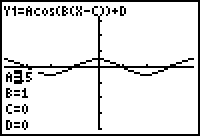 Y1=Acos(B(X-C))+D
A=.5
B=1
C=0
D=0